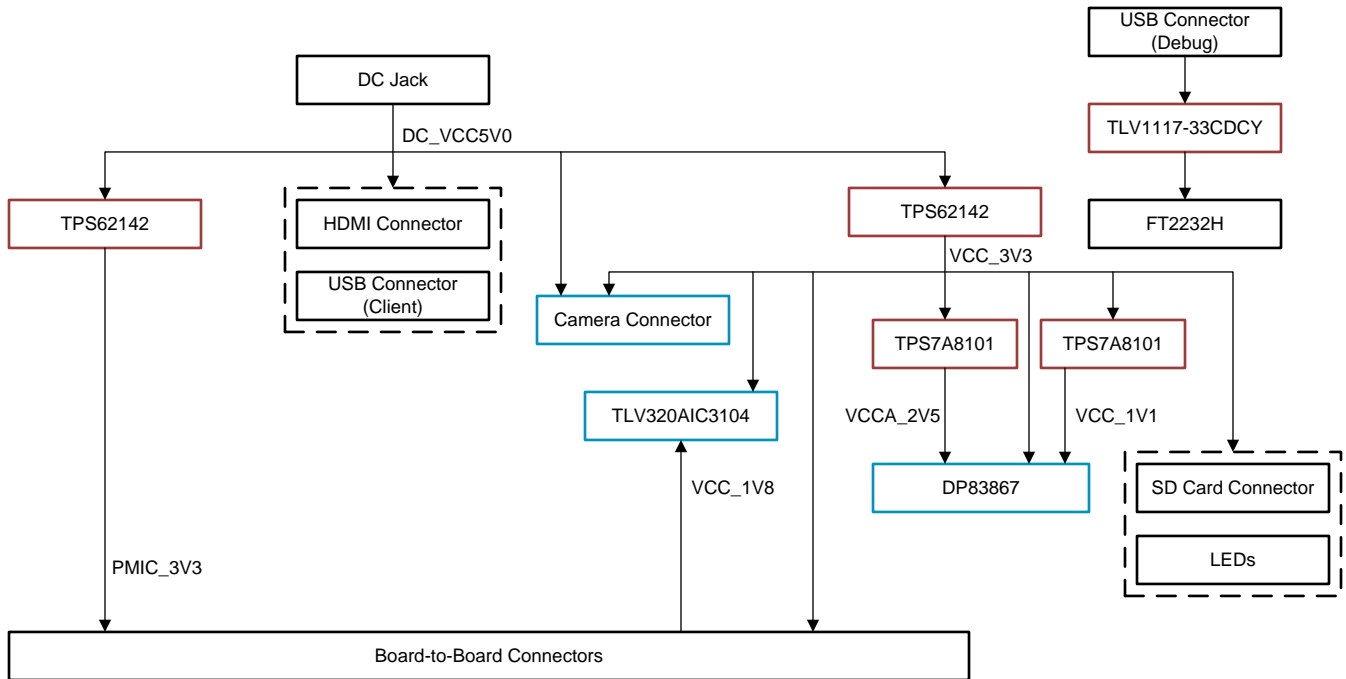 USB Connector
(Debug)
DC Jack
TLV1117-33CDCY
DC_VCC5V0
TPS62142
HDMI Connector
TPS62142
FT2232H
VCC_3V3
USB Connector
(Client)
Camera Connector
TPS7A8101
TPS7A8101
TLV320AIC3104
VCCA_2V5
VCC_1V1
VCC_1V8
DP83867
SD Card Connector
PMIC_3V3
LEDs
Board-to-Board Connectors